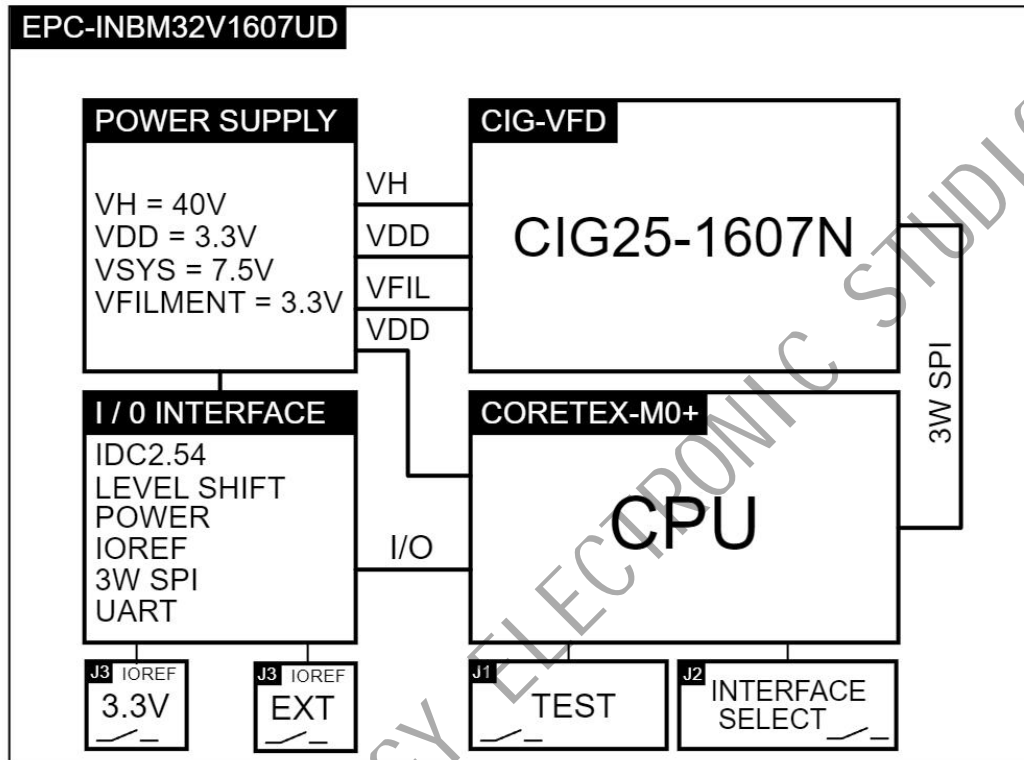 EPC-INBM32V1607UD
POWER SUPPLY
VH = 40V
VDD = 3.3V
VSYS = 7.5V
VFILMENT = 3.3V
VH
VDD
VFIL
VDD
CIG-VFD
CIG25-1607N
3W SPI
I / 0 INTERFACE
IDC2.54
LEVEL SHIFT
POWER
IOREF
3W SPI
UART
I/O
CORETEX-M0+
CPU
J3 IOREF
3.3V
J3 IOREF
EXT
J1
TEST
J2
INTERFACE
SELECT
ELECTRONIC